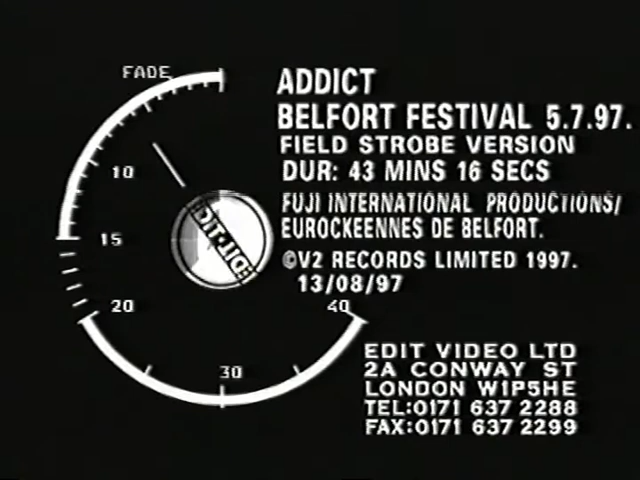 FADE
10
15
20
30
40
EDIT·IT·
ADDICT
BELFORT FESTIVAL 5.7.97.
FIELD STROBE VERSION
DUR: 43 MINS 16 SECS
FUJI INTERNATIONAL PRODUCTIONS/
EUROCKEENNES DE BELFORT.
©V2 RECORDS LIMITED 1997.
13/08/97
EDIT VIDEO LTD
2A CONWAY ST
LONDON W1P5HE
TEL:0171 637 2288
FAX:0171 637 2299